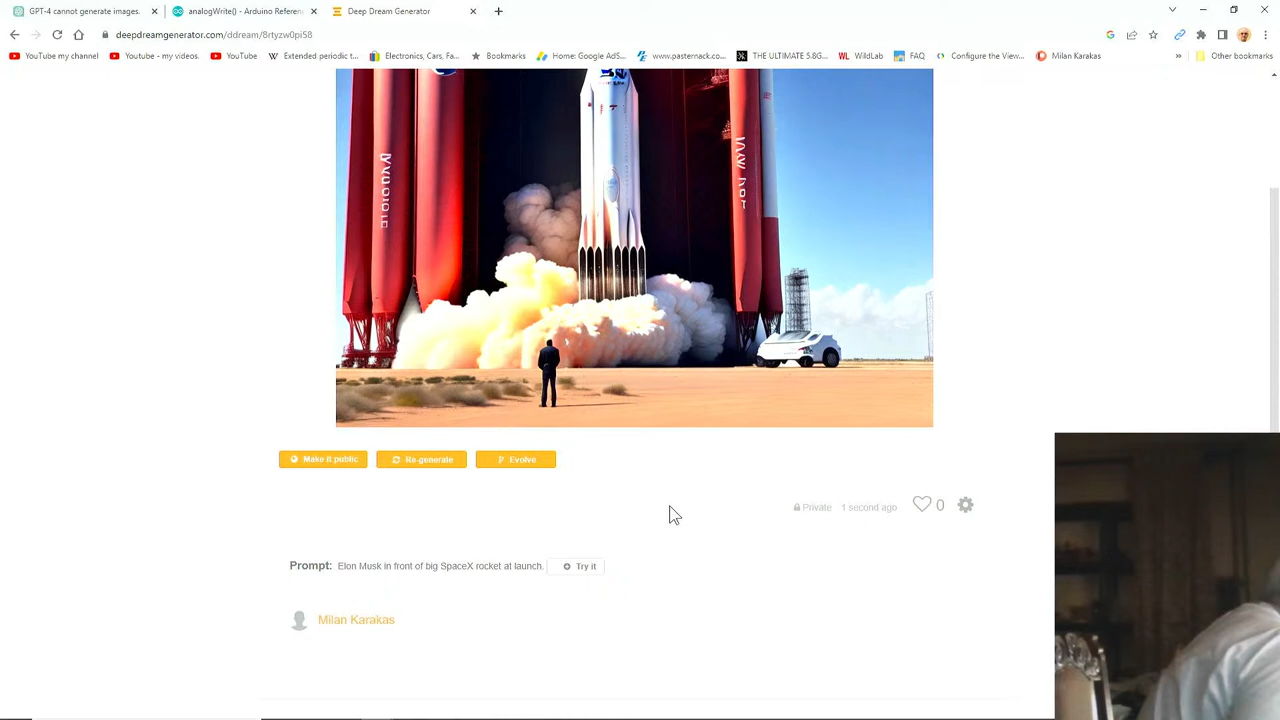 GPT-4 cannot generate images.
analogWrite() - Arduino Referen
Deep Dream Generator
deepdreamgenerator.com/ddream/8rtyzw0pi58
YouTube my channel
Youtube - my videos.
YouTube
Extended periodic t...
Electronics, Cars, Fa...
Bookmarks
Home: Google AdS...
www.pasternack.co...
THE ULTIMATE 5.8G...
WL WildLab
FAQ
Configure the View...
Milan Karakas
»
Other bookmarks
Make it public
Re-generate
Evolve
Private 1 second ago
0
Prompt: Elon Musk in front of big SpaceX rocket at launch.
Try it
Milan Karakas